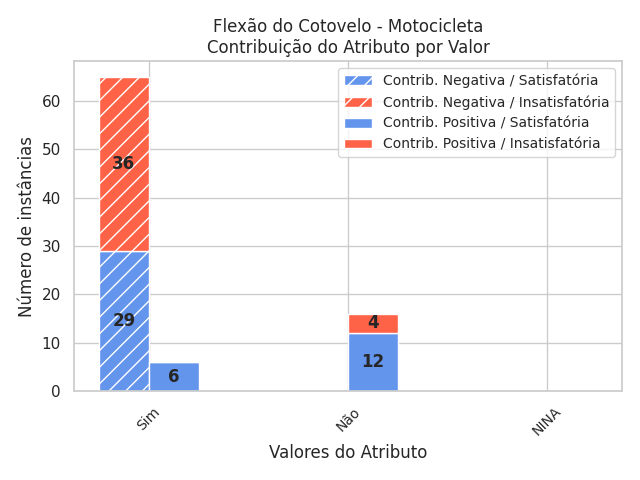 Flexão do Cotovelo - Motocicleta
Contribuição do Atributo por Valor
Contrib. Negativa / Satisfatória
Contrib. Negativa / Insatisfatória
Contrib. Positiva / Satisfatória
Contrib. Positiva / Insatisfatória
Número de instâncias
60
50
40
30
20
10
0
36
29
6
4
12
Sim
Não
NINA
Valores do Atributo